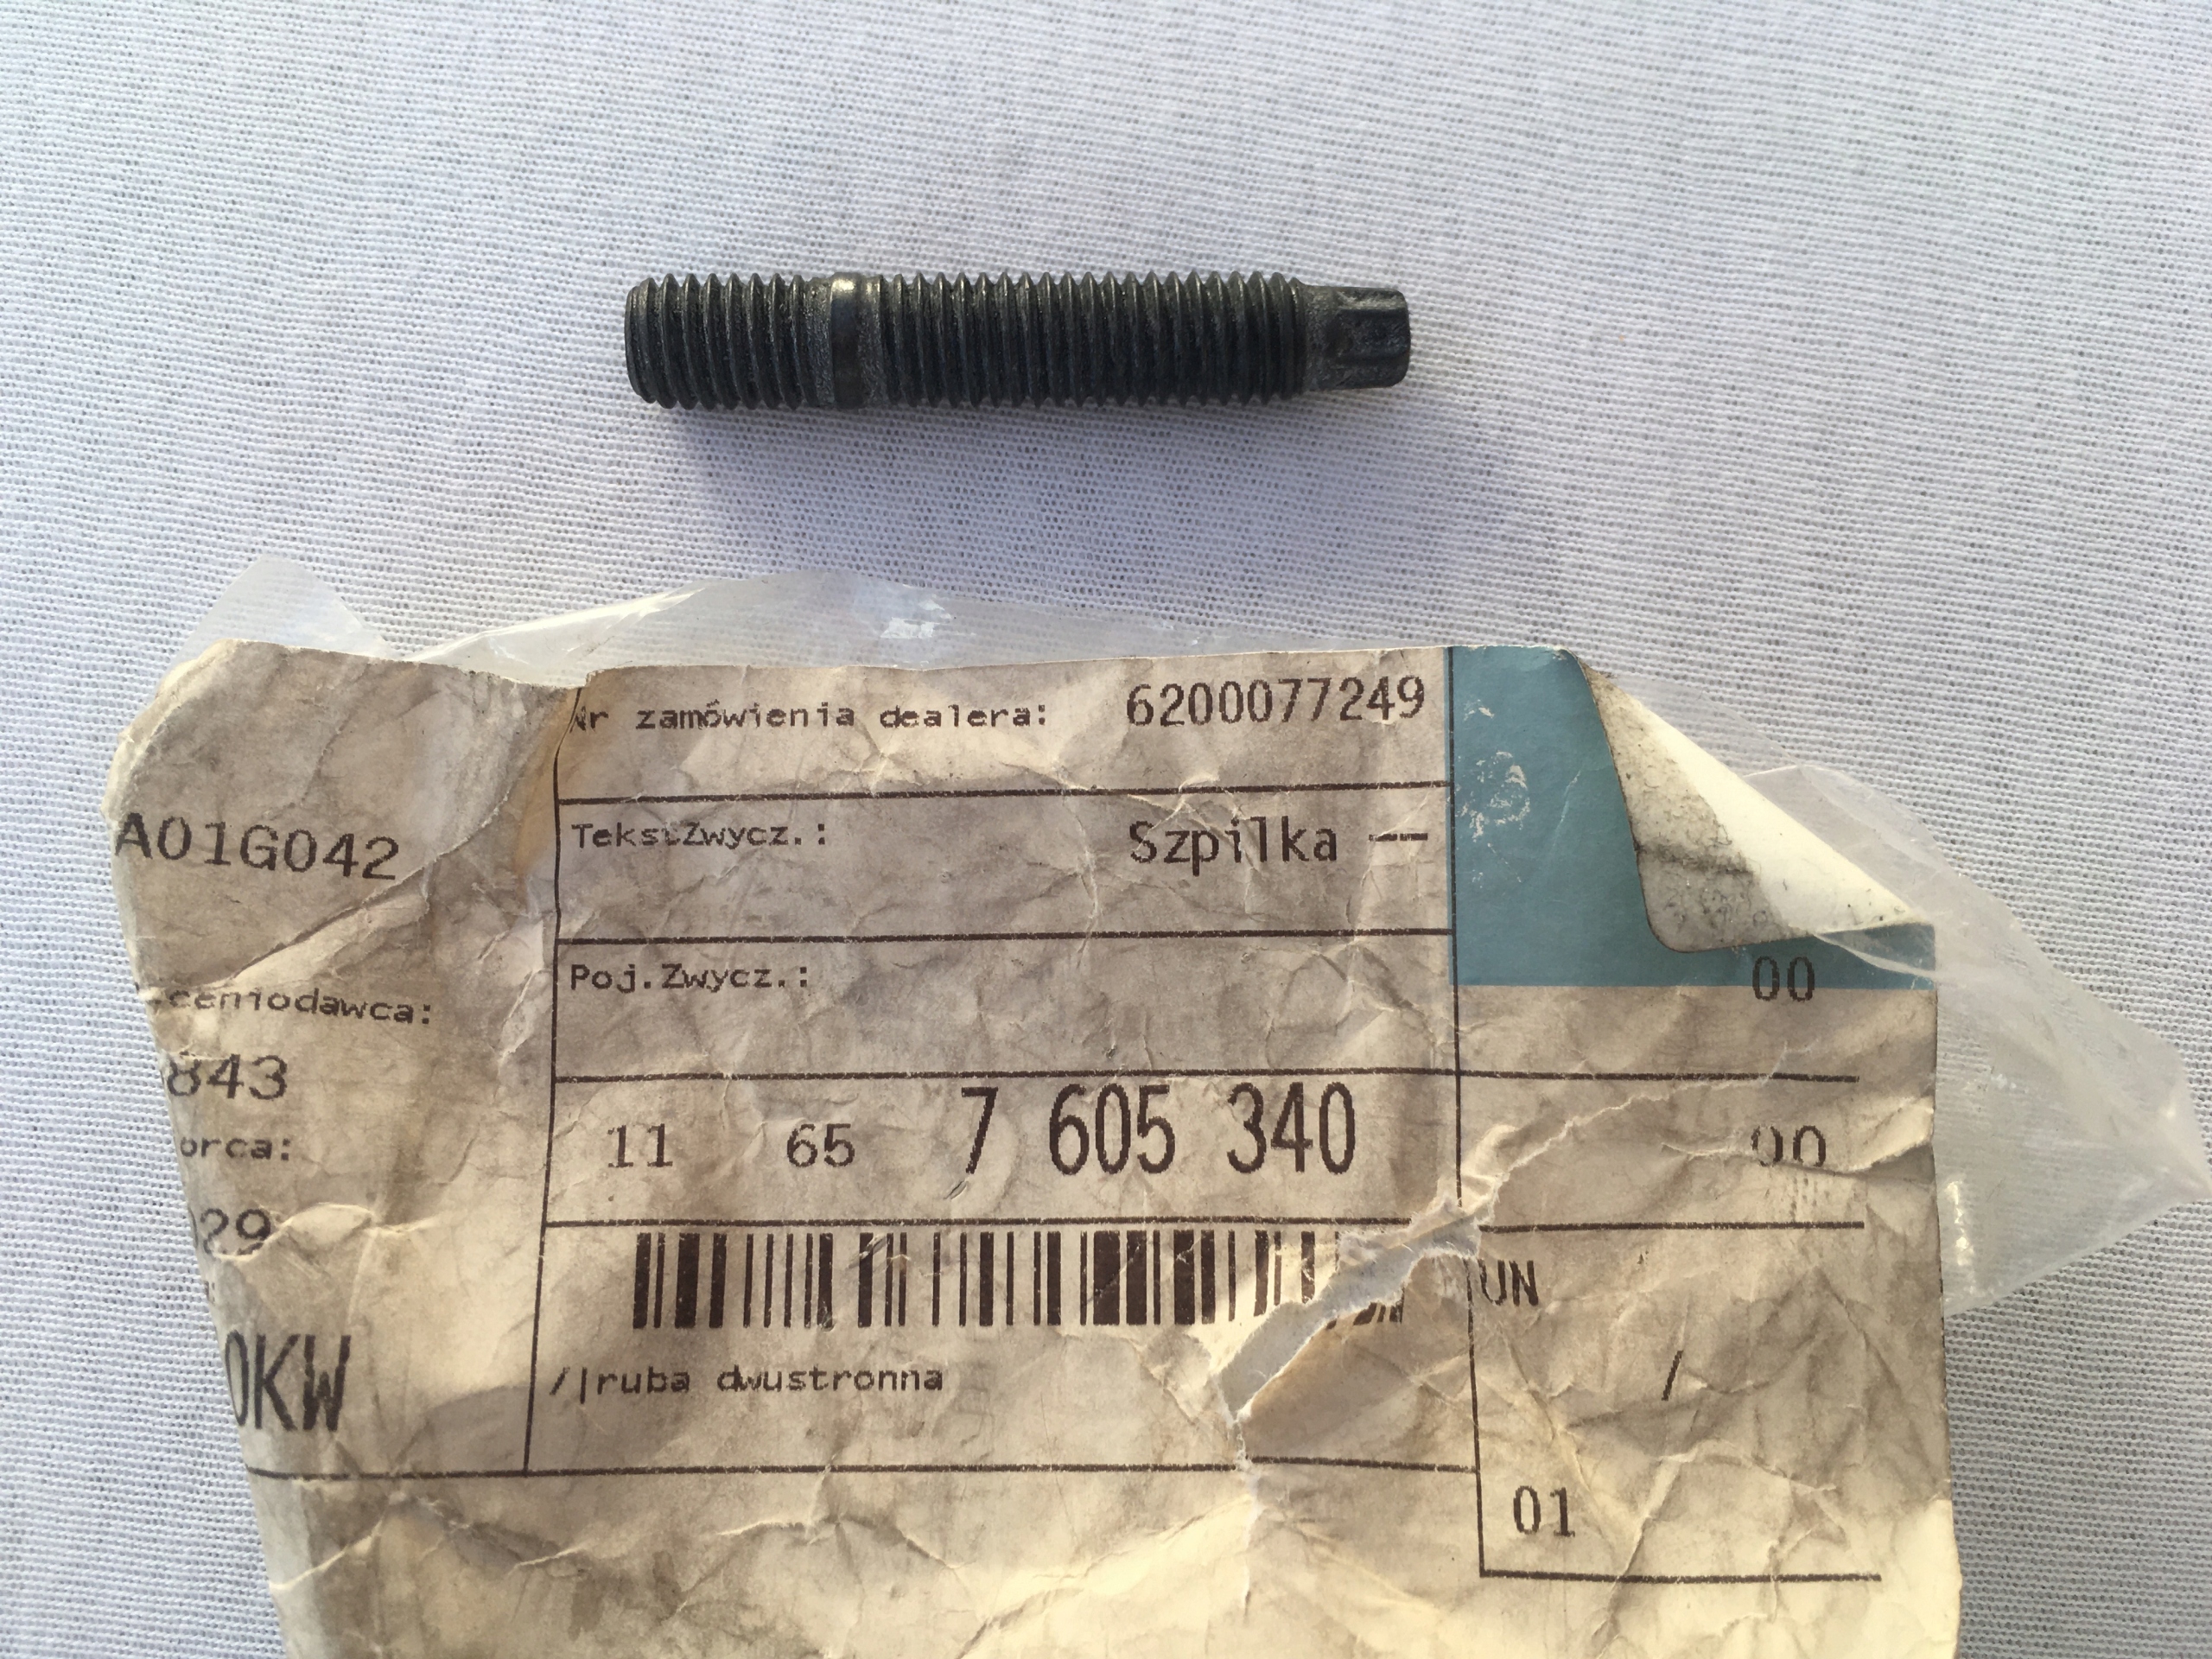 Nr zamówienia dealera: 6200077249
A01G042
TekstZwycz.: Szpilka --
Poj.Zwycz.:
00
843
11 65 7 605 340
00
29
UN
0KW
/|ruba dwustronna
/
01